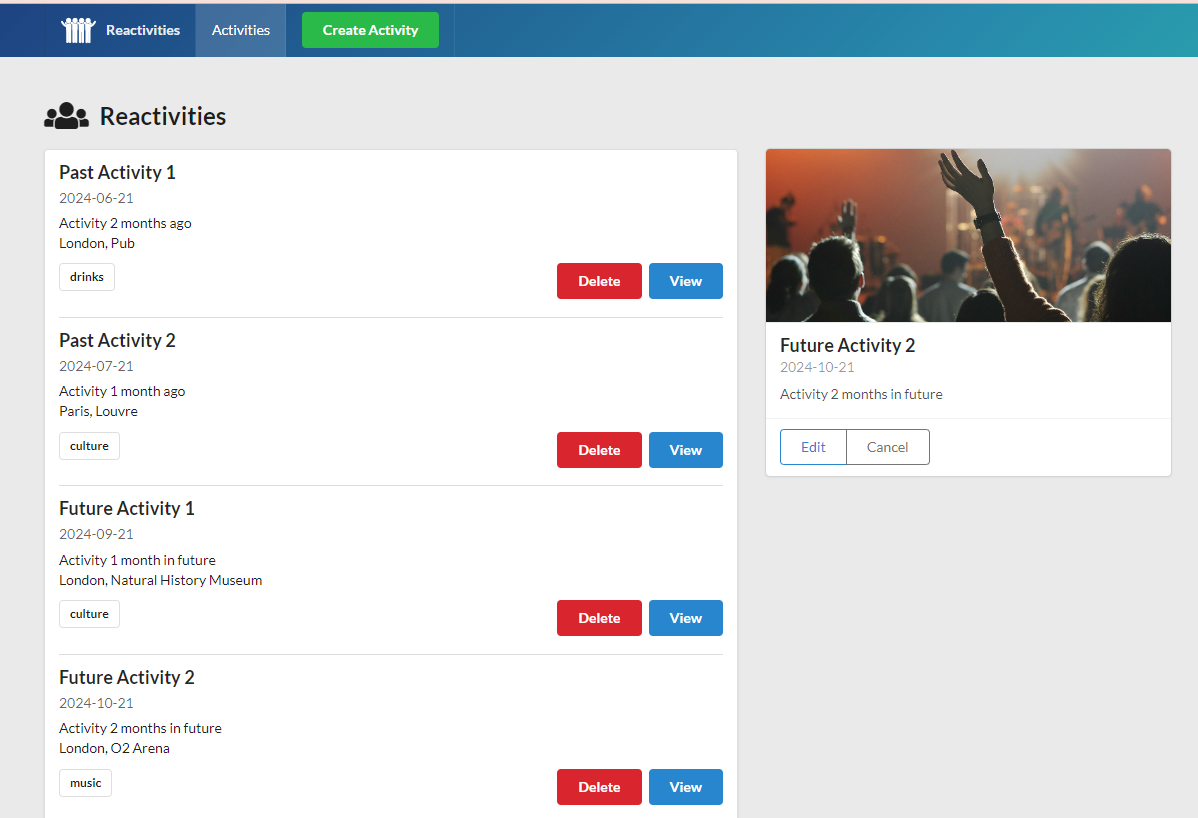 Reactivities
Activities
Create Activity
Reactivities
Past Activity 1
2024-06-21
Activity 2 months ago
London, Pub
drinks
Delete
View
Past Activity 2
2024-07-21
Activity 1 month ago
Paris, Louvre
culture
Delete
View
Future Activity 1
2024-09-21
Activity 1 month in future
London, Natural History Museum
culture
Delete
View
Future Activity 2
2024-10-21
Activity 2 months in future
London, O2 Arena
music
Delete
View
Future Activity 2
2024-10-21
Activity 2 months in future
Edit
Cancel